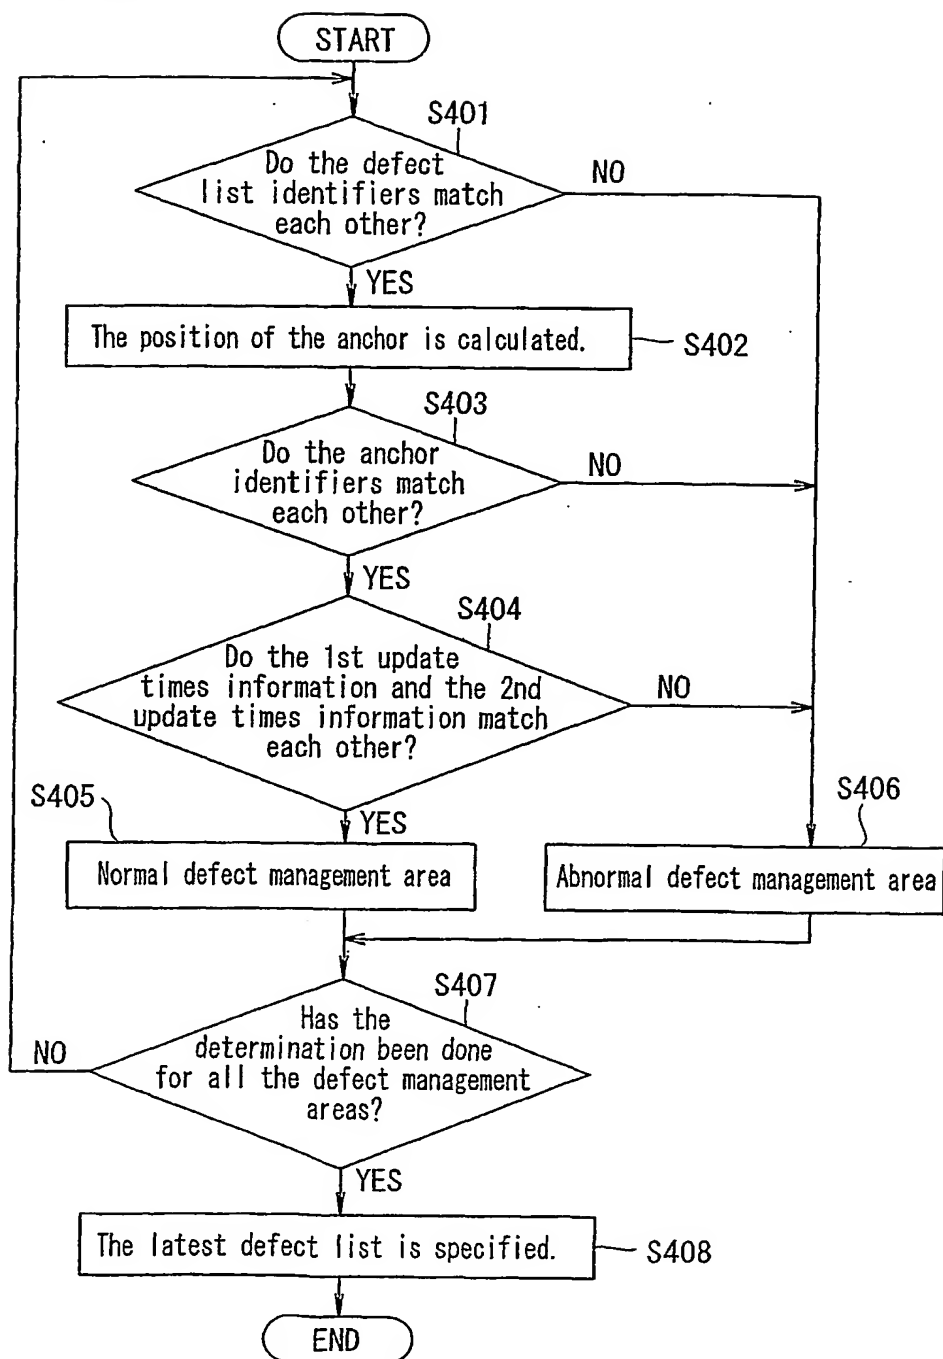 START
S401
Do the defect
list identifiers match
each other?
NO
YES
The position of the anchor is calculated.
S402
S403
Do the anchor
identifiers match
each other?
NO
YES
S404
Do the 1st update
times information and the 2nd
update times information match
each other?
NO
S405
YES
S406
Normal defect management area
Abnormal defect management area
S407
Has the
determination been done
for all the defect management
areas?
NO
YES
The latest defect list is specified.
S408
END